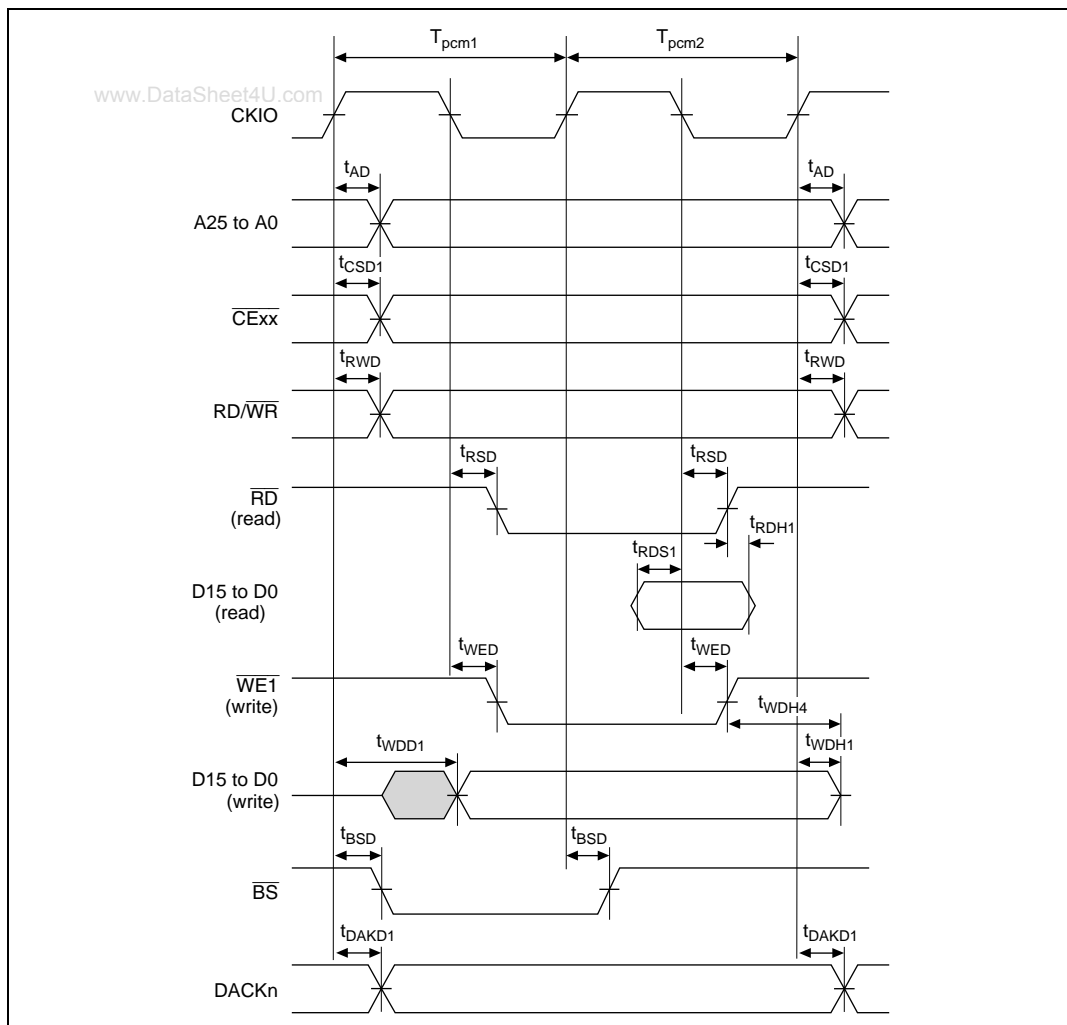 Tpcm1 Tpcm2
www.DataSheet4U.com
CKIO
tAD tAD
A25 to A0
tCSD1 tCSD1
CExx
tRWD tRWD
RD/WR
tRSD tRSD
RD
(read)
tRDH1
tRDS1
D15 to D0
(read)
tWED tWED
WE1
(write)
tWDH4
tWDD1 tWDH1
D15 to D0
(write)
tBSD tBSD
BS
tDAKD1 tDAKD1
DACKn